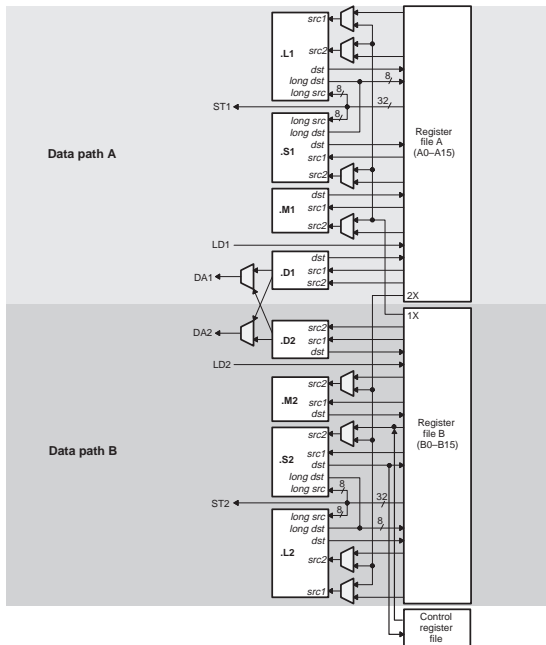 src1
.L1
src2
dst
long dst
8
long src
8
32
ST1
8
long src
long dst
Register
file A
(A0–A15)
Data path A
.S1
dst
src1
src2
.M1
dst
src1
src2
LD1
.D1
dst
src1
src2
DA1
2X
1X
DA2
.D2
src2
src1
dst
LD2
.M2
src2
src1
dst
Register
file B
(B0–B15)
src2
Data path B
.S2
src1
dst
long dst
8
long src
32
ST2
8
long src
long dst
8
dst
.L2
src2
src1
Control
register
file